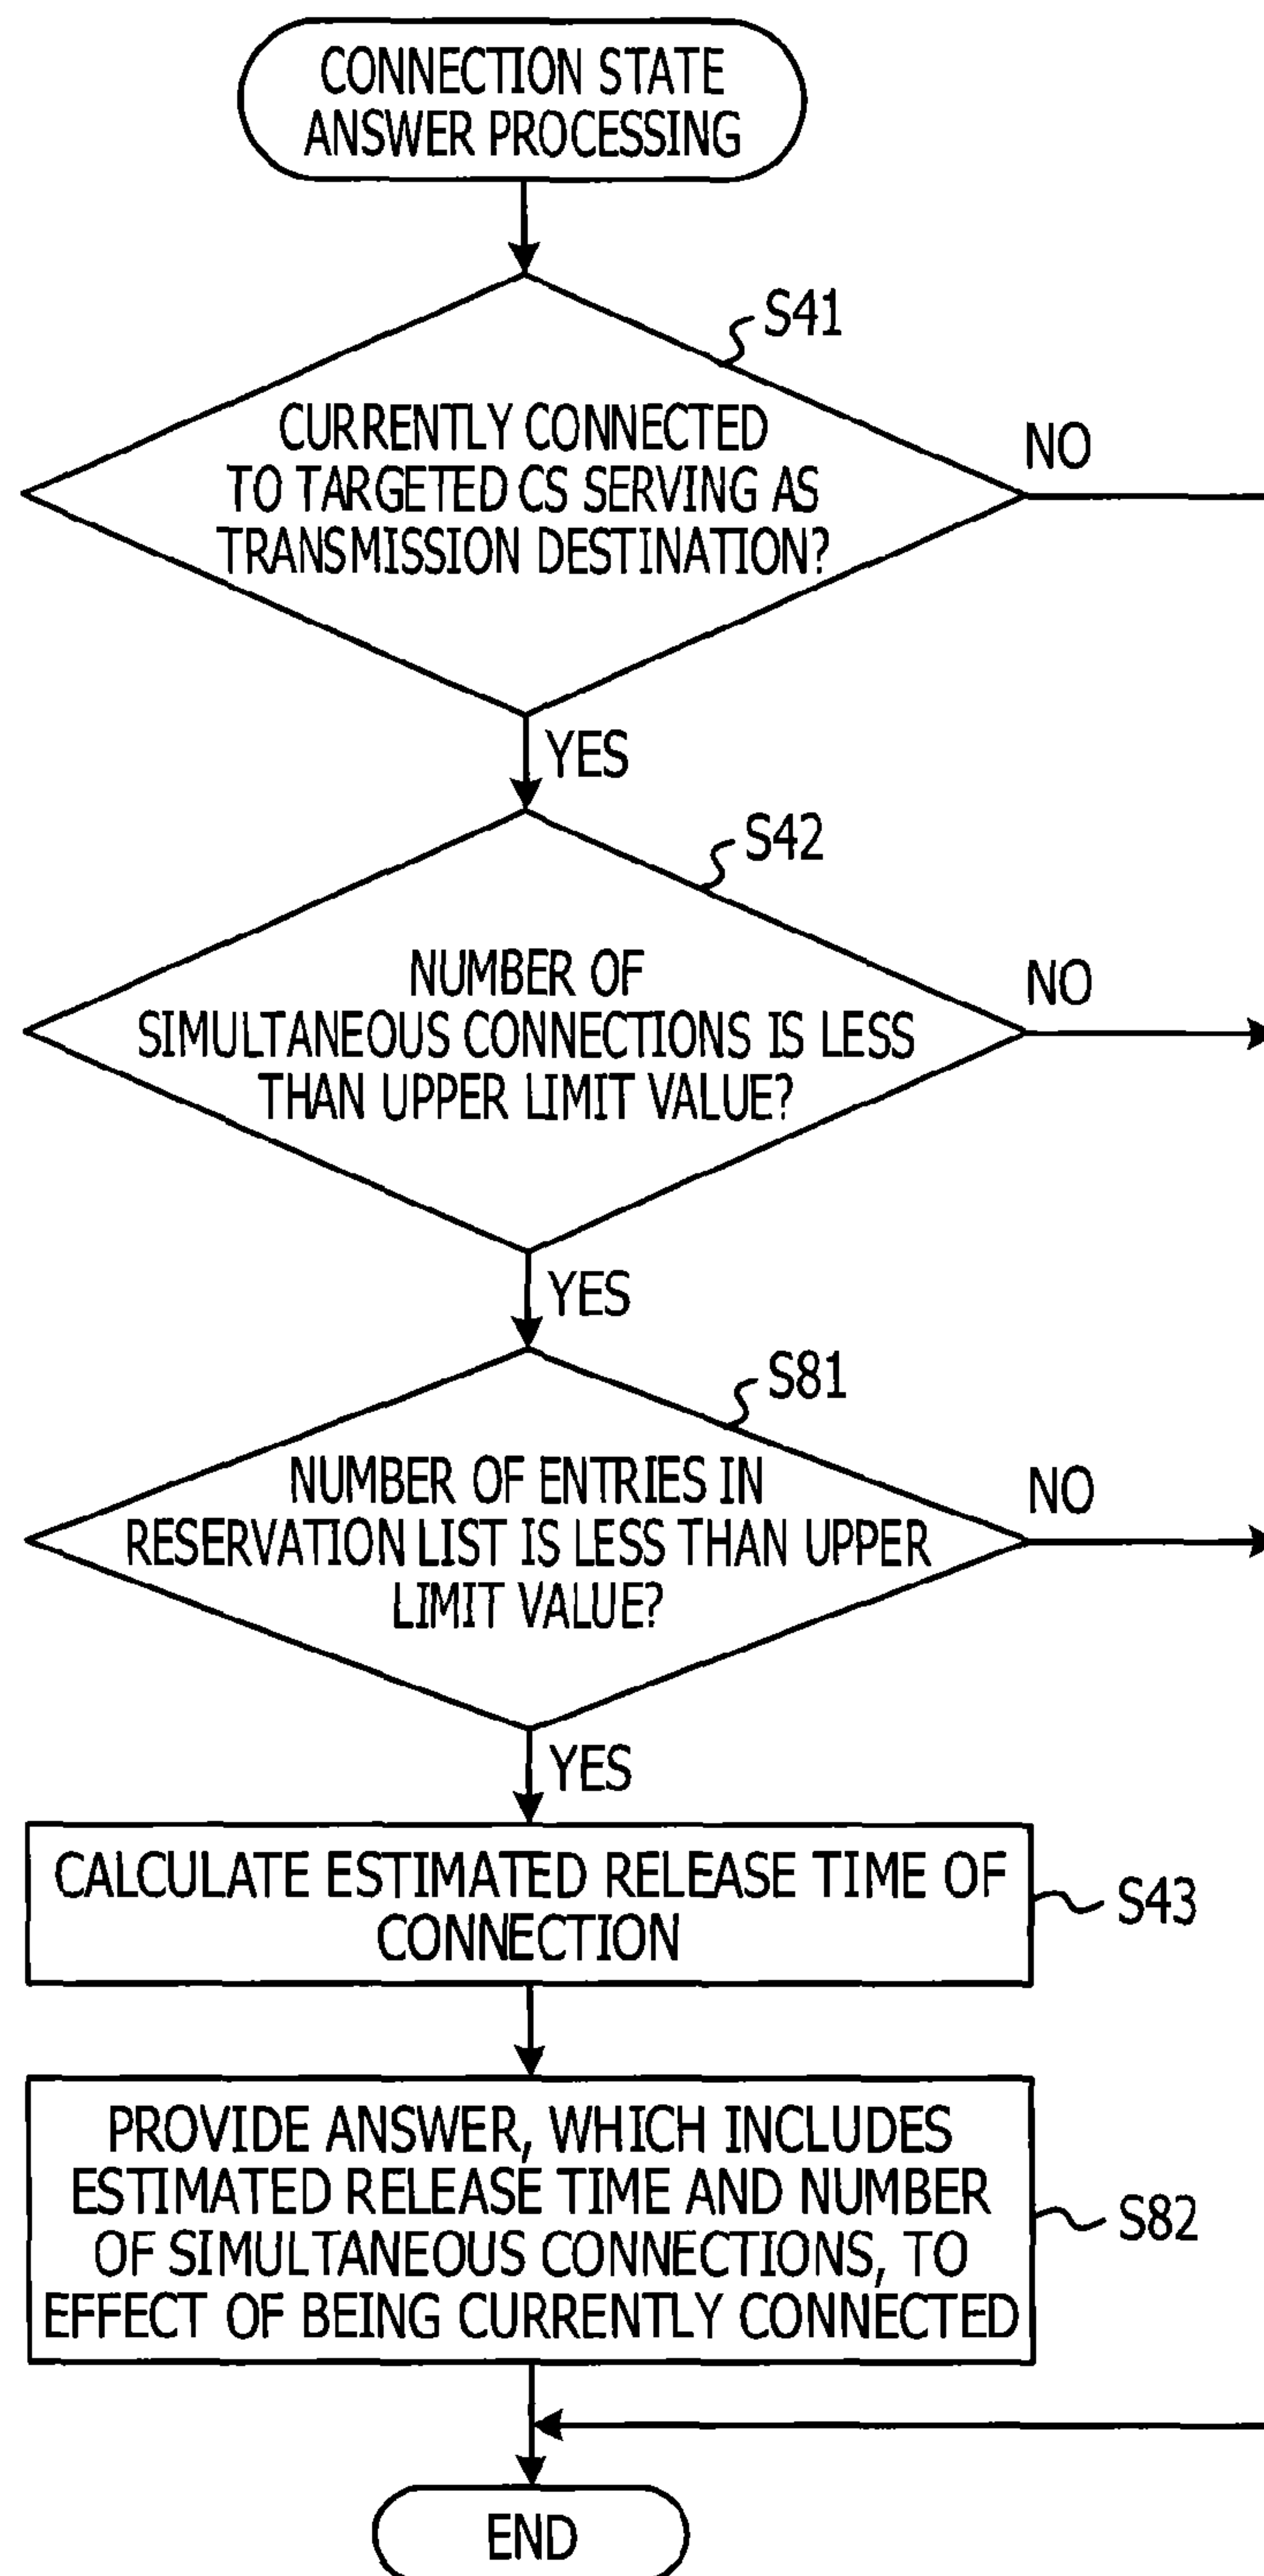 CONNECTION STATE
ANSWER PROCESSING
S41
CURRENTLY CONNECTED
TO TARGETED CS SERVING AS
TRANSMISSION DESTINATION?
NO
YES
S42
NUMBER OF
SIMULTANEOUS CONNECTIONS IS LESS
THAN UPPER LIMIT VALUE?
NO
YES
S81
NUMBER OF ENTRIES IN
RESERVATION LIST IS LESS THAN UPPER
LIMIT VALUE?
NO
YES
CALCULATE ESTIMATED RELEASE TIME OF
CONNECTION
S43
PROVIDE ANSWER, WHICH INCLUDES
ESTIMATED RELEASE TIME AND NUMBER
OF SIMULTANEOUS CONNECTIONS, TO
EFFECT OF BEING CURRENTLY CONNECTED
S82
END